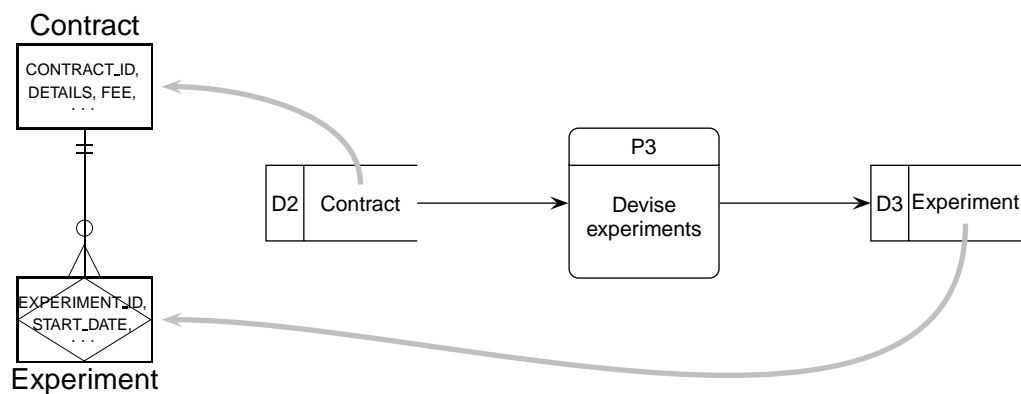 Contract
CONTRACT_ID,
DETAILS, FEE,
. . .
P3
D2
Contract
Devise
experiments
D3
Experiment
EXPERIMENT_ID,
START_DATE,
. . .
Experiment